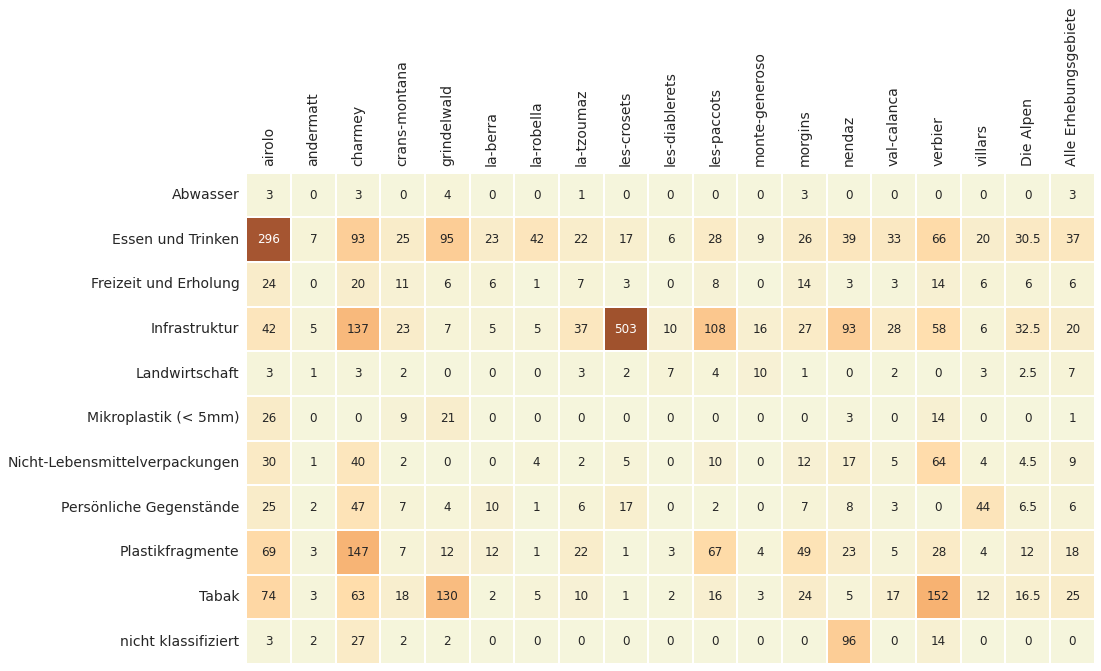 airolo andermatt charmey crans-montana grindelwald la-berra la-robella la-tzoumaz les-crosets les-diablerets les-paccots monte-generoso morgins nendaz val-calanca verbier villars Die Alpen Alle Erhebungsgebiete
Abwasser 3 0 3 0 4 0 0 1 0 0 0 0 3 0 0 0 0 0 3
Essen und Trinken 296 7 93 25 95 23 42 22 17 6 28 9 26 39 33 66 20 30.5 37
Freizeit und Erholung 24 0 20 11 6 6 1 7 3 0 8 0 14 3 3 14 6 6 6
Infrastruktur 42 5 137 23 7 5 5 37 503 10 108 16 27 93 28 58 6 32.5 20
Landwirtschaft 3 1 3 2 0 0 0 3 2 7 4 10 1 0 2 0 3 2.5 7
Mikroplastik (< 5mm) 26 0 0 9 21 0 0 0 0 0 0 0 0 3 0 14 0 0 1
Nicht-Lebensmittelverpackungen 30 1 40 2 0 0 4 2 5 0 10 0 12 17 5 64 4 4.5 9
Persönliche Gegenstände 25 2 47 7 4 10 1 6 17 0 2 0 7 8 3 0 44 6.5 6
Plastikfragmente 69 3 147 7 12 12 1 22 1 3 67 4 49 23 5 28 4 12 18
Tabak 74 3 63 18 130 2 5 10 1 2 16 3 24 5 17 152 12 16.5 25
nicht klassifiziert 3 2 27 2 2 0 0 0 0 0 0 0 0 96 0 14 0 0 0